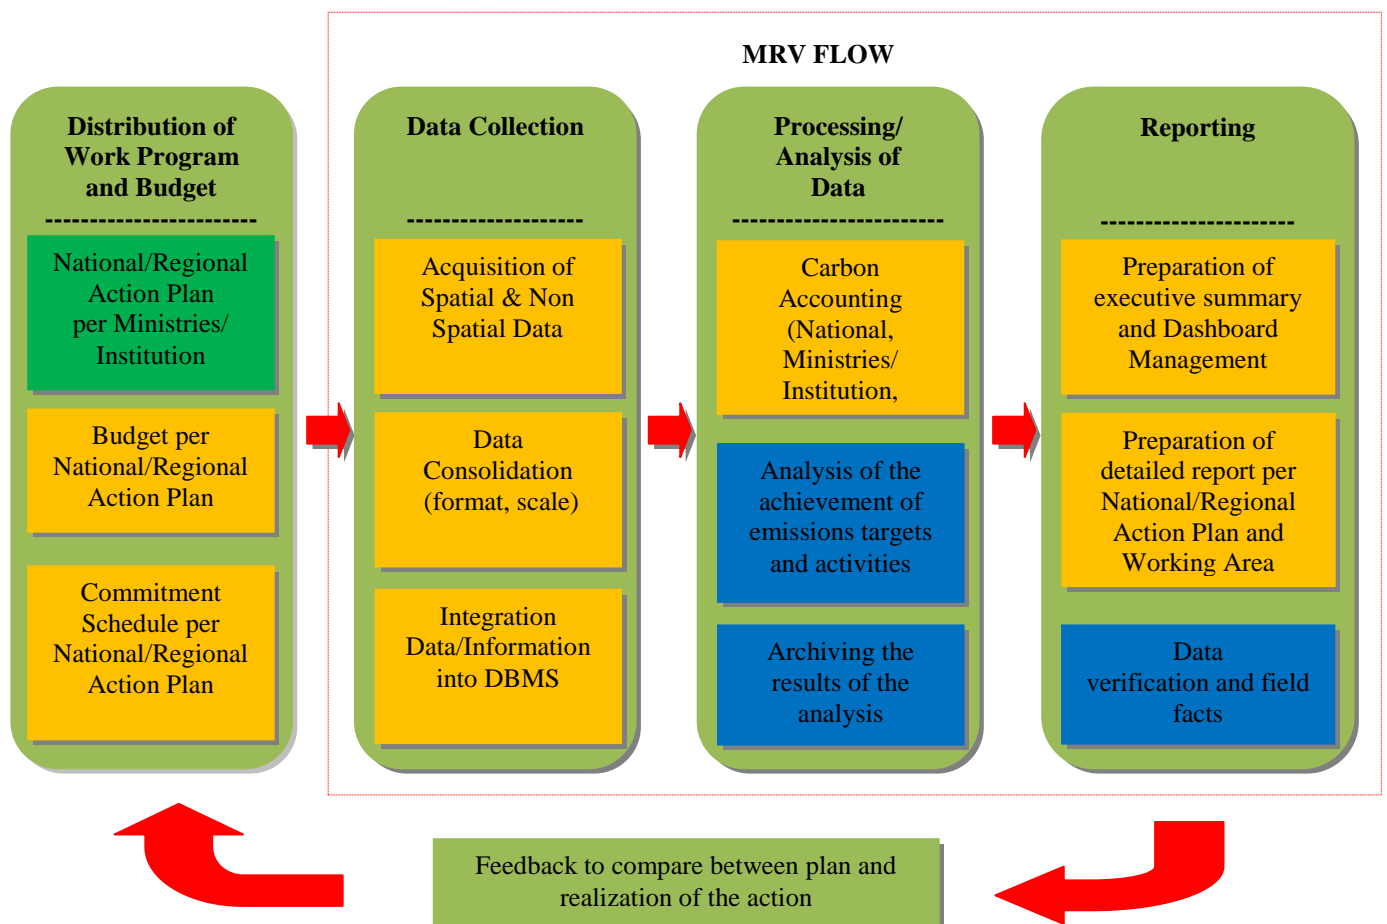 MRV FLOW
Distribution of
Work Program
and Budget
------------------------
National/Regional
Action Plan
per Ministries/
Institution
Budget per
National/Regional
Action Plan
Commitment
Schedule per
National/Regional
Action Plan
Data Collection
--------------------
Acquisition of
Spatial & Non
Spatial Data
Data
Consolidation
(format, scale)
Integration
Data/Information
into DBMS
Processing/
Analysis of
Data
------------------------
Carbon
Accounting
(National,
Ministries/
Institution,
Analysis of the
achievement of
emissions targets
and activities
Archiving the
results of the
analysis
Reporting
----------------------
Preparation of
executive summary
and Dashboard
Management
Preparation of
detailed report per
National/Regional
Action Plan and
Working Area
Data
verification and field
facts
Feedback to compare between plan and
realization of the action